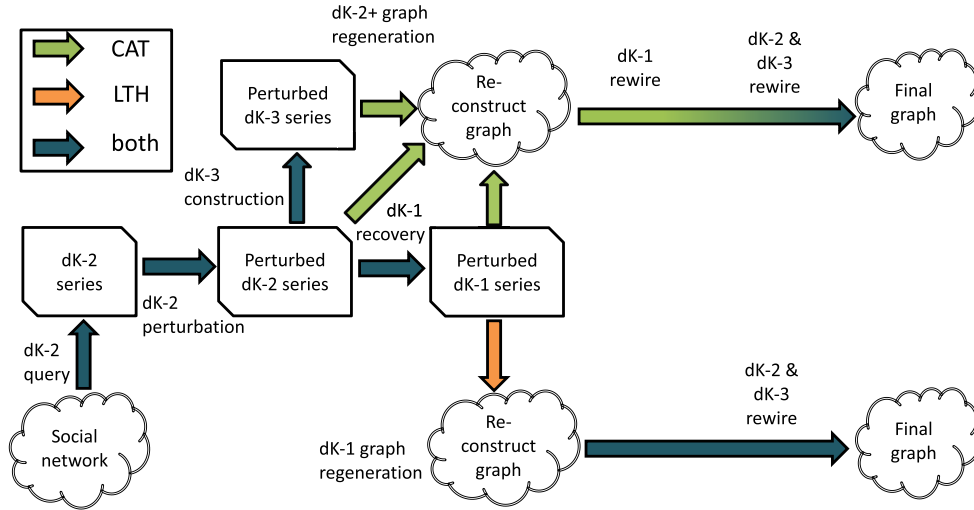 CAT
LTH
both
dK-2+ graph
regeneration
Perturbed
dK-3 series
Re-
construct
graph
dK-1
rewire
dK-2 &
dK-3
rewire
Final
graph
dK-3
construction
dK-1
recovery
dK-2
series
dK-2
perturbation
Perturbed
dK-2 series
Perturbed
dK-1 series
dK-2
query
Social
network
dK-1 graph
regeneration
Re-
construct
graph
dK-2 &
dK-3
rewire
Final
graph